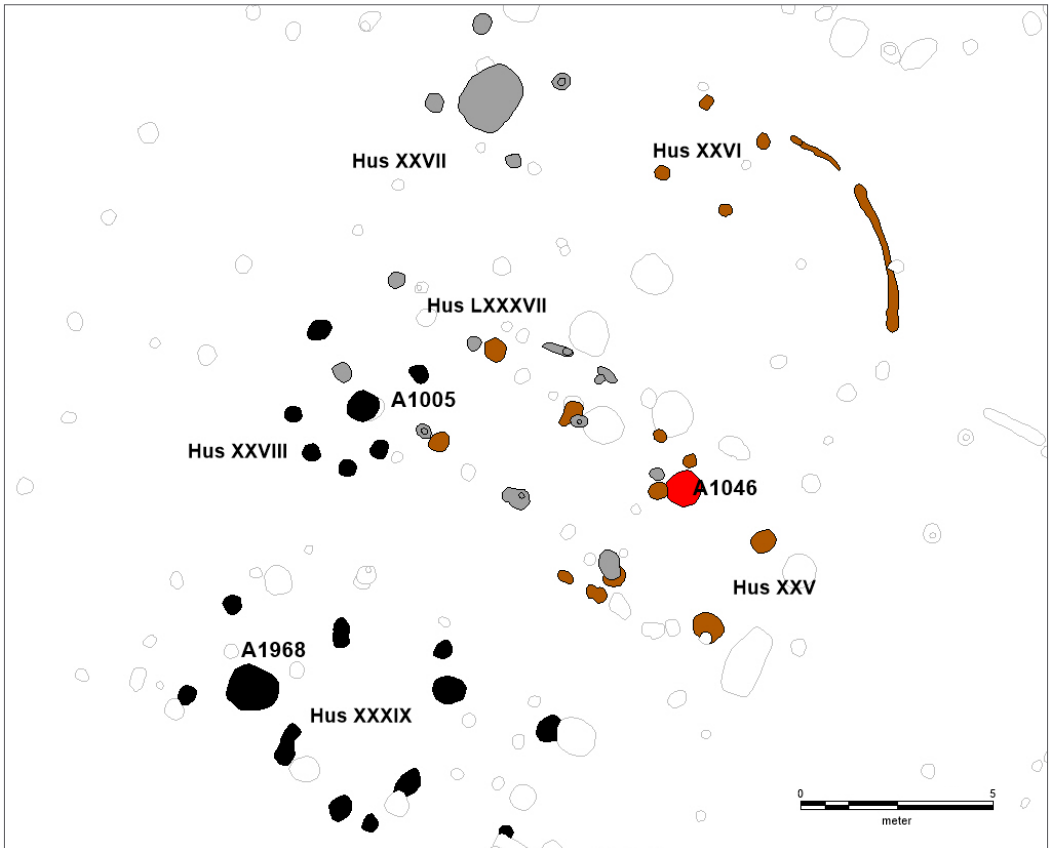 Hus XXVI
Hus XXVII
Hus LXXXVII
A1005
Hus XXVIII
A1046
Hus XXV
A1968
Hus XXXIX
0 5
meter